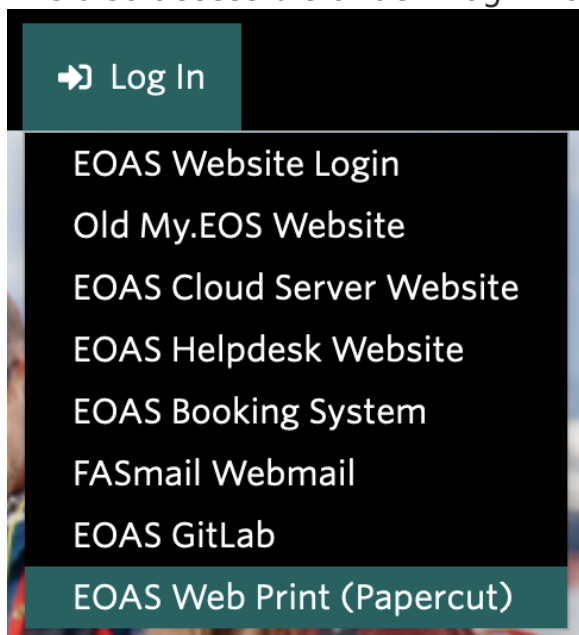 Log In
EOAS Website Login
Old My.EOS Website
EOAS Cloud Server Website
EOAS Helpdesk Website
EOAS Booking System
FASmail Webmail
EOAS GitLab
EOAS Web Print (Papercut)